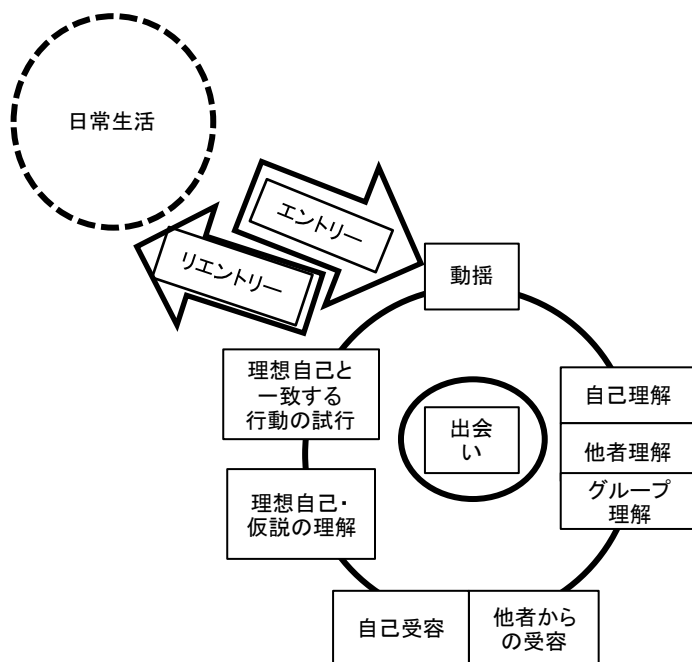 日常生活
エントリー
リエントリー
動揺
理想自己と
一致する
行動の試行
出会
い
自己理解
他者理解
グループ
理解
理想自己・
仮説の理解
自己受容
他者から
の受容